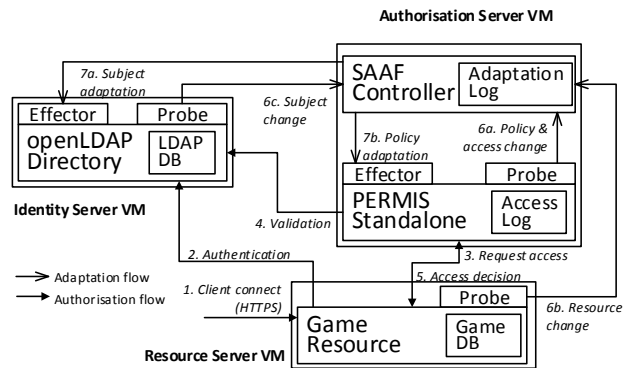 Authorisation Server VM
7a. Subject
adaptation
SAAF
Controller
Adaptation
Log
6c. Subject
change
Effector
Probe
openLDAP
Directory
LDAP
DB
7b. Policy
adaptation
6a. Policy &
access change
Effector
Probe
PERMIS
Standalone
Access
Log
Identity Server VM
4. Validation
2. Authentication
3. Request access
Adaptation flow
Authorisation flow
5. Access decision
1. Client connect
(HTTPS)
Probe
6b. Resource
change
Game
Resource
Game
DB
Resource Server VM